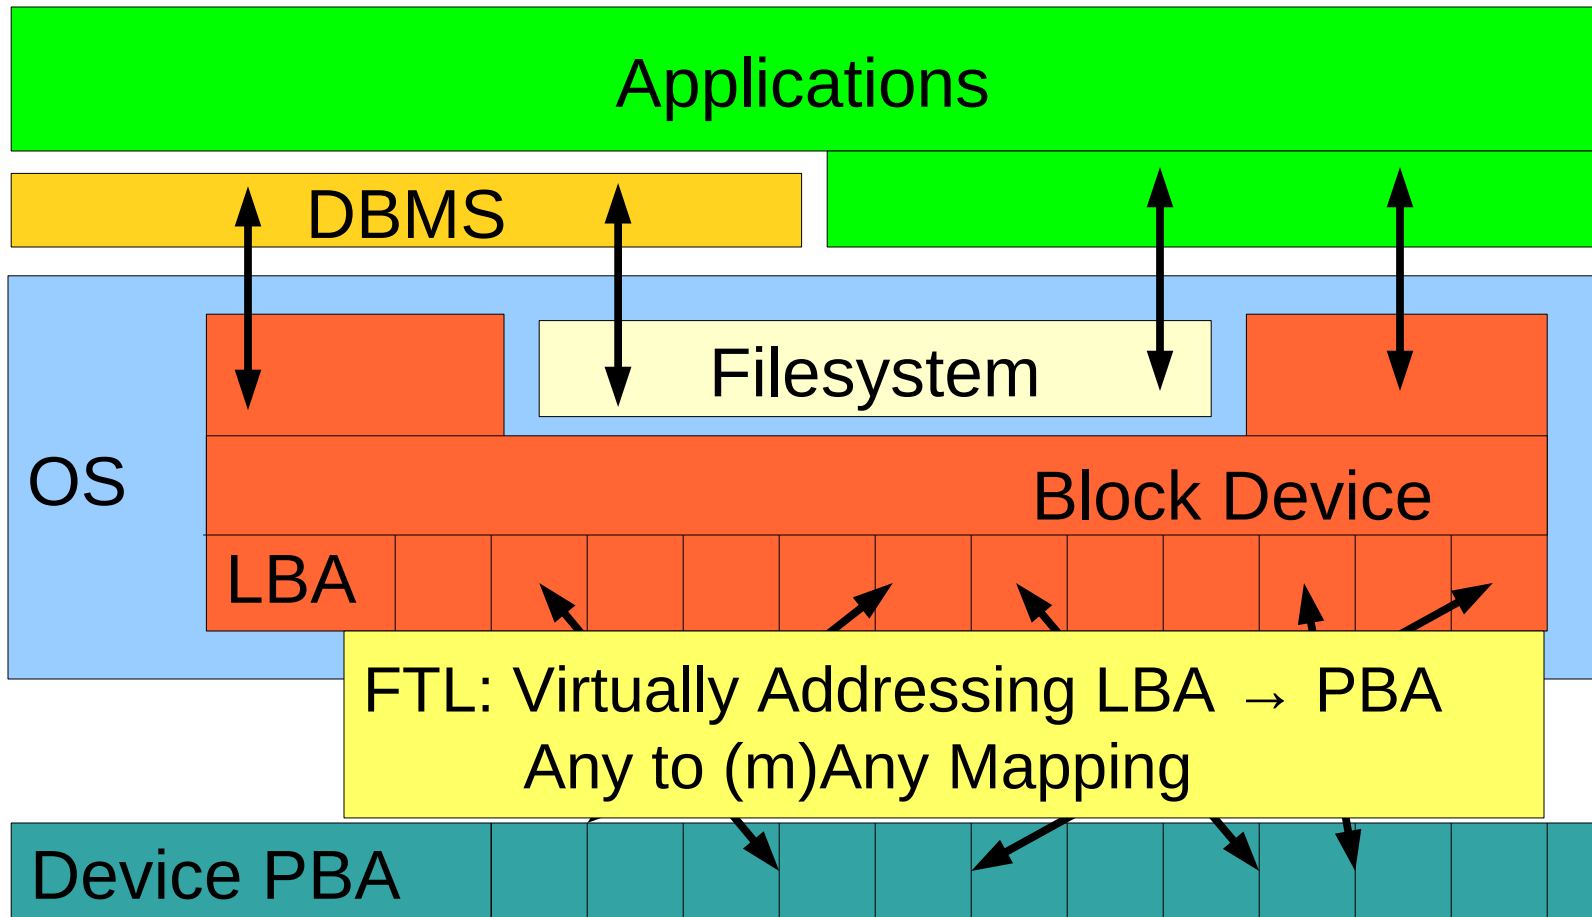 Applications
DBMS
Filesystem
OS
Block Device
LBA
FTL: Virtually Addressing LBA → PBA
Any to (m)Any Mapping
Device PBA